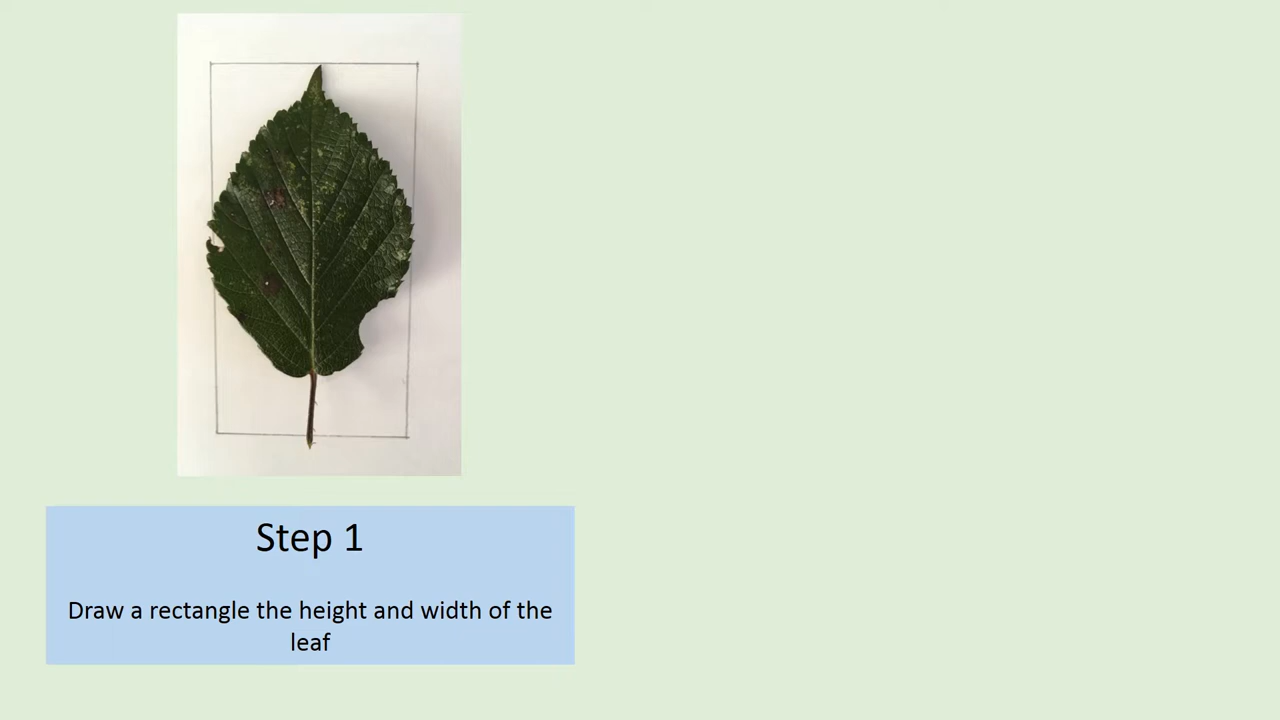 Step 1
Draw a rectangle the height and width of the
leaf